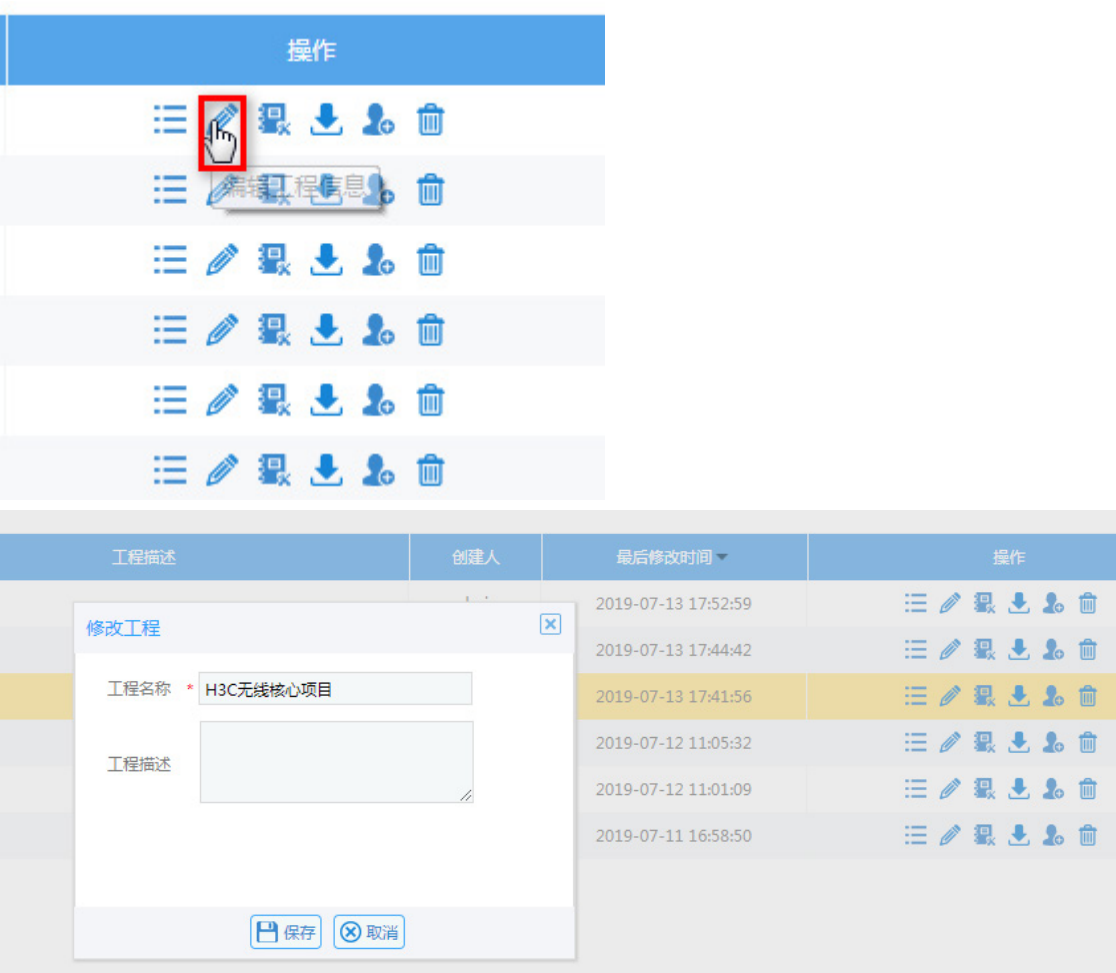 操作
编辑工程信息
工程描述 创建人 最后修改时间 操作
2019-07-13 17:52:59
修改工程
2019-07-13 17:44:42
工程名称 * H3C无线核心项目
2019-07-13 17:41:56
2019-07-12 11:05:32
工程描述
2019-07-12 11:01:09
2019-07-11 16:58:50
保存 取消